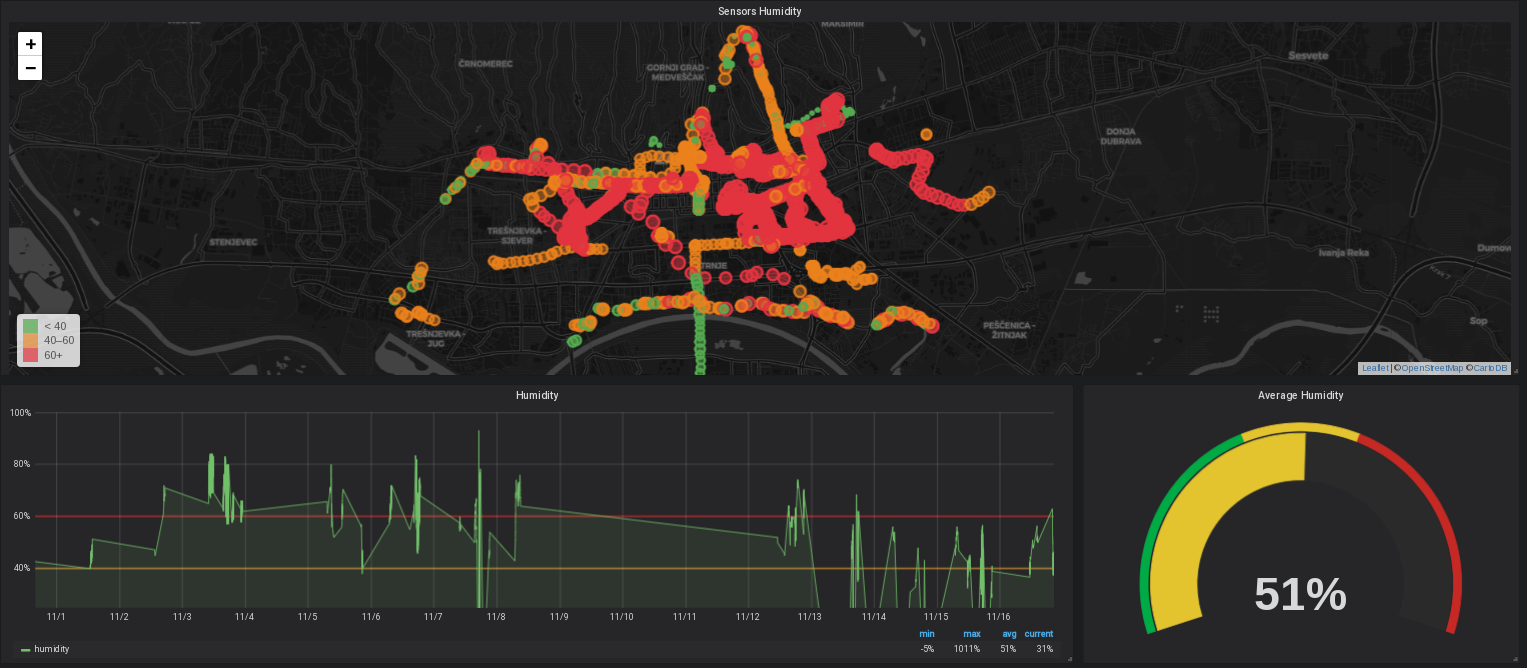 Sensors Humidity
MAKSIMIR
+
−
ČRNOMEREC
GORNJI GRAD -
MEDVEŠČAK
Sesvete
DONJA
DUBRAVA
STENJEVEC
TREŠNJEVKA -
SJEVER
TRNJE
Ivanja Reka
Dumov
TREŠNJEVKA -
JUG
PEŠČENICA -
ŽITNJAK
Sop
< 40
40–60
60+
Leaflet | © OpenStreetMap © CartoDB
Humidity
100%
80%
60%
40%
11/1 11/2 11/3 11/4 11/5 11/6 11/7 11/8 11/9 11/10 11/11 11/12 11/13 11/14 11/15 11/16
min max avg current
humidity -5% 1011% 51% 31%
Average Humidity
51%